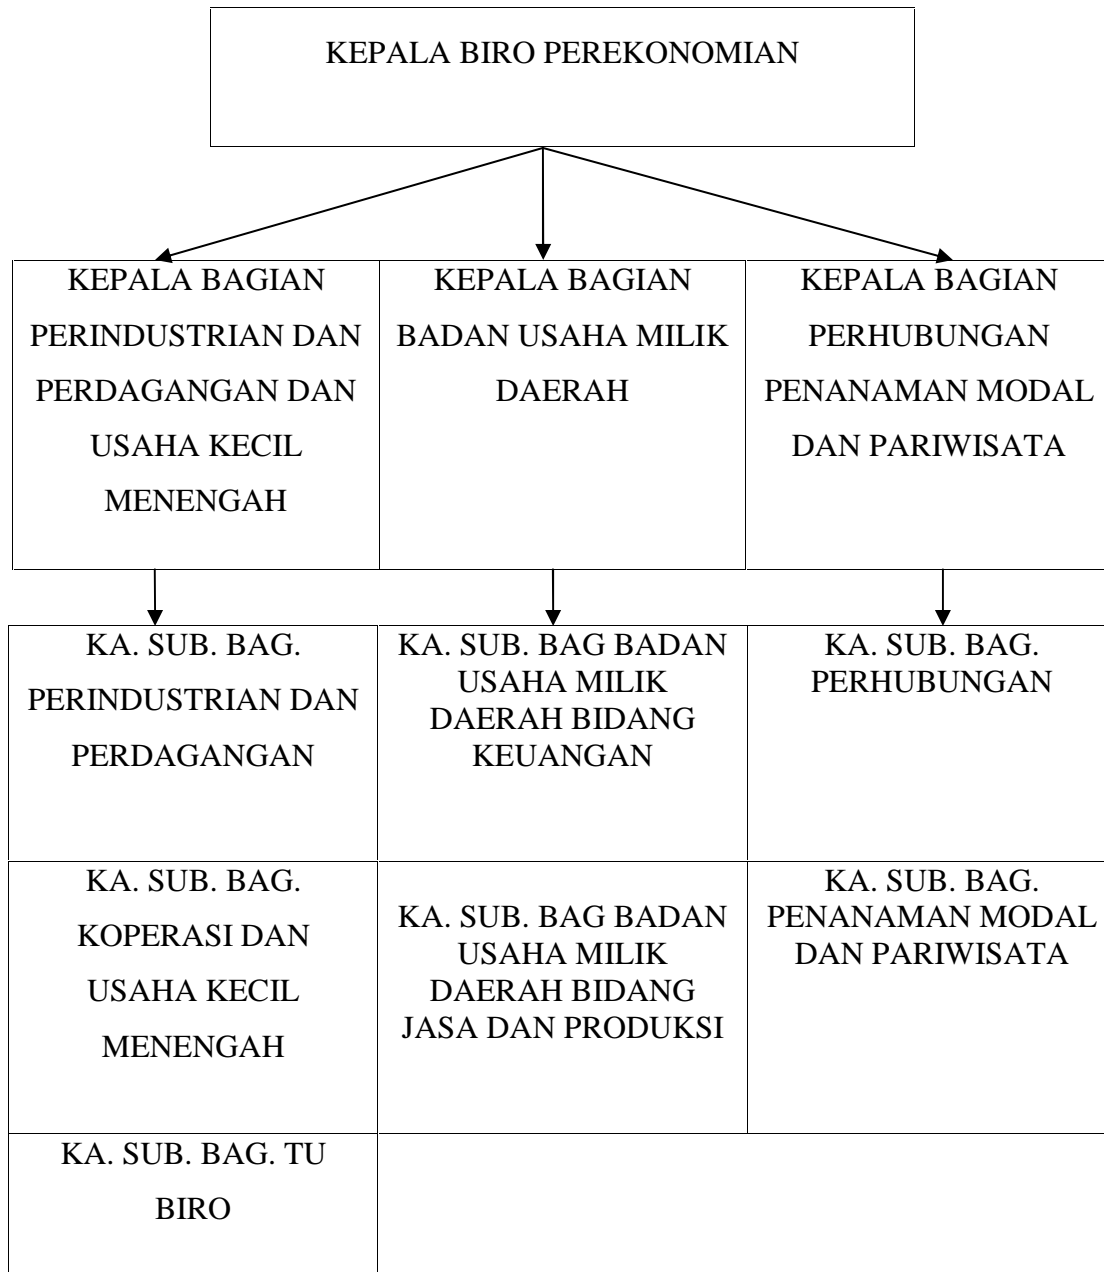 KEPALA BIRO PEREKONOMIAN
KEPALA BAGIAN
PERINDUSTRIAN DAN
PERDAGANGAN DAN
USAHA KECIL
MENENGAH
KEPALA BAGIAN
BADAN USAHA MILIK
DAERAH
KEPALA BAGIAN
PERHUBUNGAN
PENANAMAN MODAL
DAN PARIWISATA
KA. SUB. BAG.
PERINDUSTRIAN DAN
PERDAGANGAN
KA. SUB. BAG BADAN
USAHA MILIK
DAERAH BIDANG
KEUANGAN
KA. SUB. BAG.
PERHUBUNGAN
KA. SUB. BAG.
KOPERASI DAN
USAHA KECIL
MENENGAH
KA. SUB. BAG BADAN
USAHA MILIK
DAERAH BIDANG
JASA DAN PRODUKSI
KA. SUB. BAG.
PENANAMAN MODAL
DAN PARIWISATA
KA. SUB. BAG. TU
BIRO